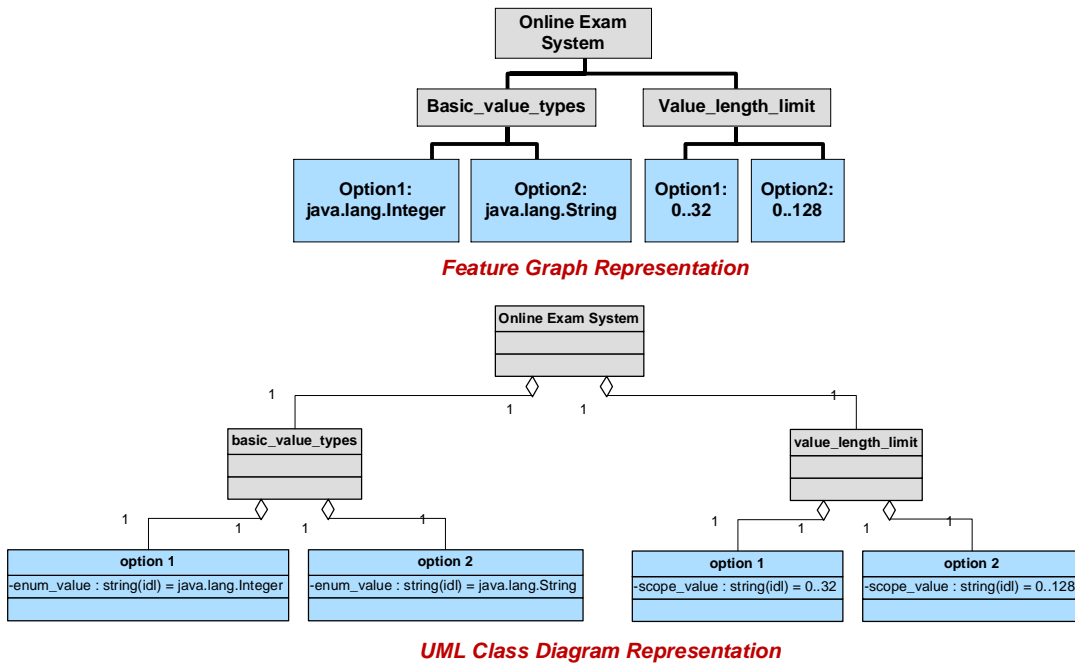 Online Exam
System
Basic_value_types
Value_length_limit
Option1:
java.lang.Integer
Option2:
java.lang.String
Option1:
0..32
Option2:
0..128
Feature Graph Representation
Online Exam System
1
1
1
1
basic_value_types
value_length_limit
1
1
1
1
1
1
1
1
option 1
-enum_value : string(idl) = java.lang.Integer
option 2
-enum_value : string(idl) = java.lang.String
option 1
-scope_value : string(idl) = 0..32
option 2
-scope_value : string(idl) = 0..128
UML Class Diagram Representation